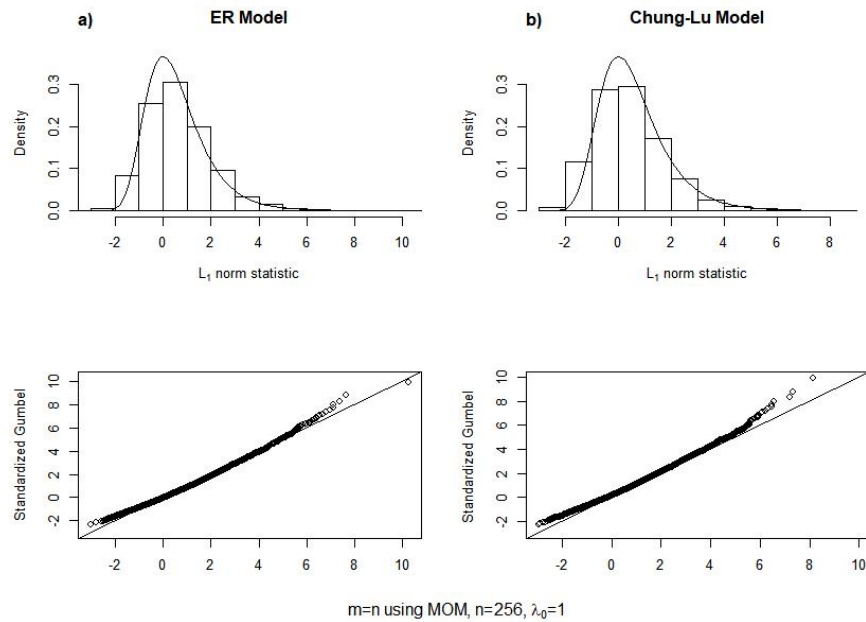 a) ER Model
b) Chung-Lu Model
Density
0.0 0.1 0.2 0.3
-2 0 2 4 6 8 10
L1 norm statistic
Density
0.0 0.1 0.2 0.3
-2 0 2 4 6 8
L1 norm statistic
Standardized Gumbel
-2 0 2 4 6 8 10
-2 0 2 4 6 8 10
Standardized Gumbel
-2 0 2 4 6 8 10
-2 0 2 4 6 8 10
m=n using MOM, n=256, λ0=1